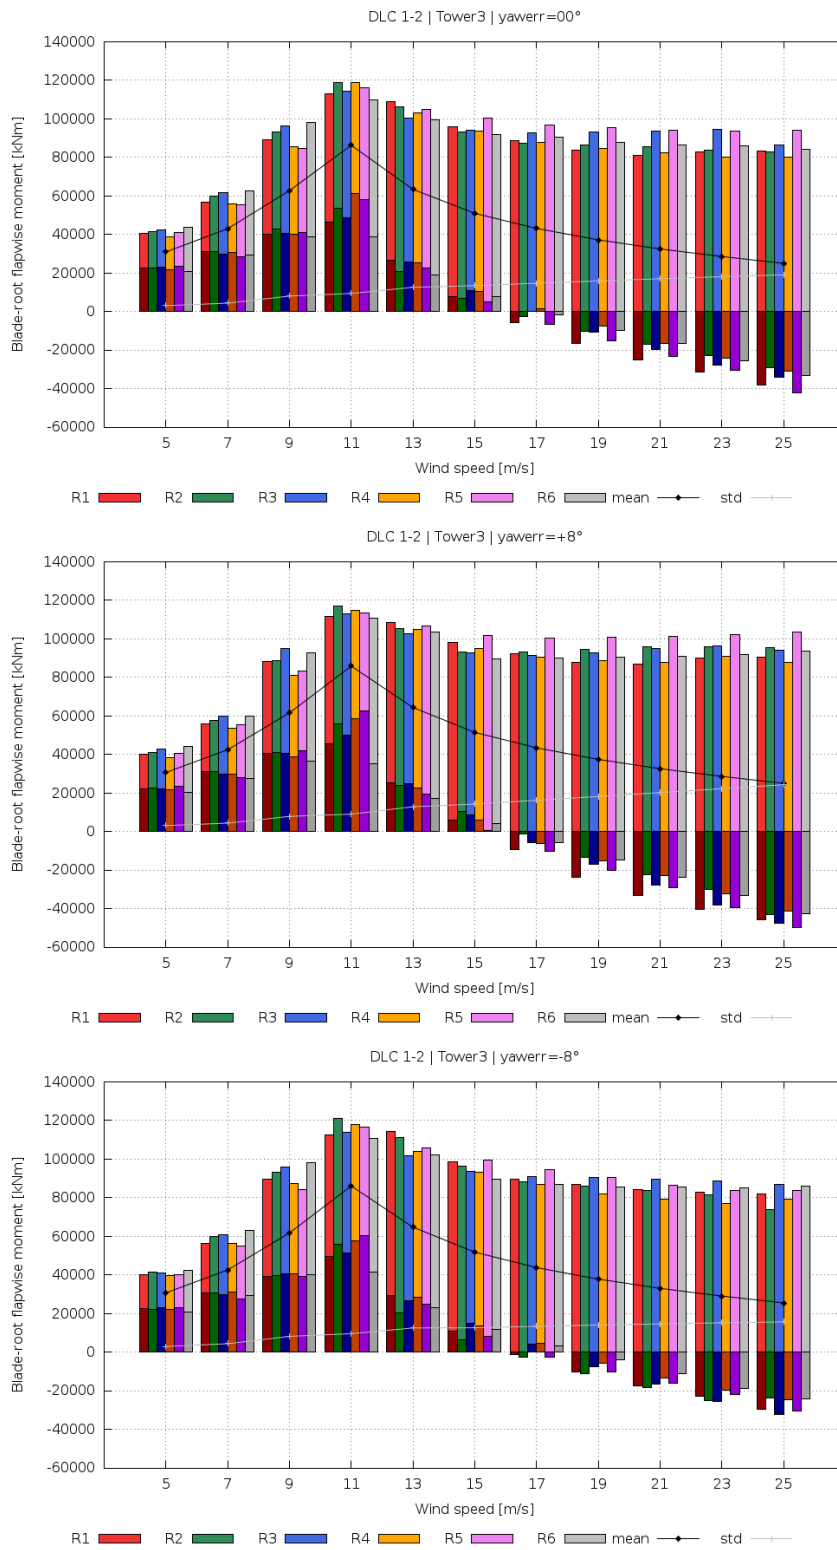 DLC 1-2 | Tower3 | yawerr=00°
Blade-root flapwise moment [kNm]
140000
120000
100000
80000
60000
40000
20000
0
-20000
-40000
-60000
5 7 9 11 13 15 17 19 21 23 25
Wind speed [m/s]
R1 R2 R3 R4 R5 R6 mean std
DLC 1-2 | Tower3 | yawerr=+8°
Blade-root flapwise moment [kNm]
140000
120000
100000
80000
60000
40000
20000
0
-20000
-40000
-60000
5 7 9 11 13 15 17 19 21 23 25
Wind speed [m/s]
R1 R2 R3 R4 R5 R6 mean std
DLC 1-2 | Tower3 | yawerr=-8°
Blade-root flapwise moment [kNm]
140000
120000
100000
80000
60000
40000
20000
0
-20000
-40000
-60000
5 7 9 11 13 15 17 19 21 23 25
Wind speed [m/s]
R1 R2 R3 R4 R5 R6 mean std